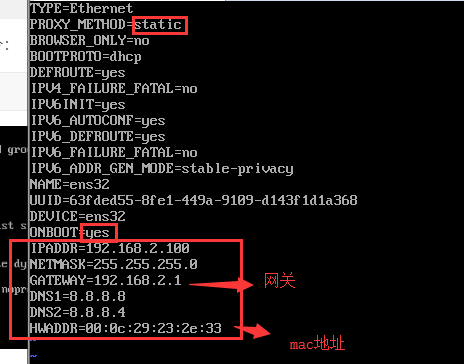 TYPE=Ethernet
PROXY_METHOD=static
BROWSER_ONLY=no
BOOTPROTO=dhcp
DEFROUTE=yes
IPV4_FAILURE_FATAL=no
IPV6INIT=yes
IPV6_AUTOCONF=yes
IPV6_DEFROUTE=yes
IPV6_FAILURE_FATAL=no
IPV6_ADDR_GEN_MODE=stable-privacy
NAME=ens32
UUID=63fded55-8fe1-449a-9109-d143f1d1a368
DEVICE=ens32
ONBOOT=yes
IPADDR=192.168.2.100
NETMASK=255.255.255.0
GATEWAY=192.168.2.1
网关
DNS1=8.8.8.8
DNS2=8.8.8.4
HWADDR=00:0c:29:23:2e:33
mac地址
~
~